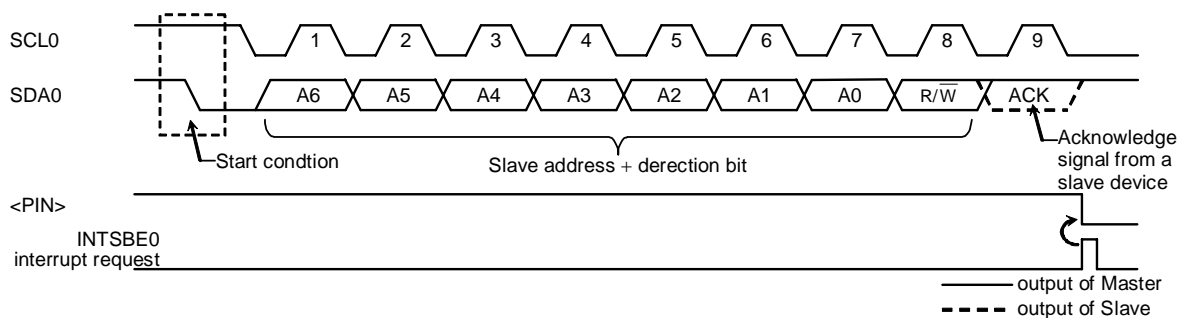 SCL0
1 2 3 4 5 6 7 8 9
SDA0
A6 A5 A4 A3 A2 A1 A0 R/W̅ ACK
Start condtion
Slave address + derection bit
Acknowledge
signal from a
slave device
<PIN>
INTSBE0
interrupt request
output of Master
output of Slave